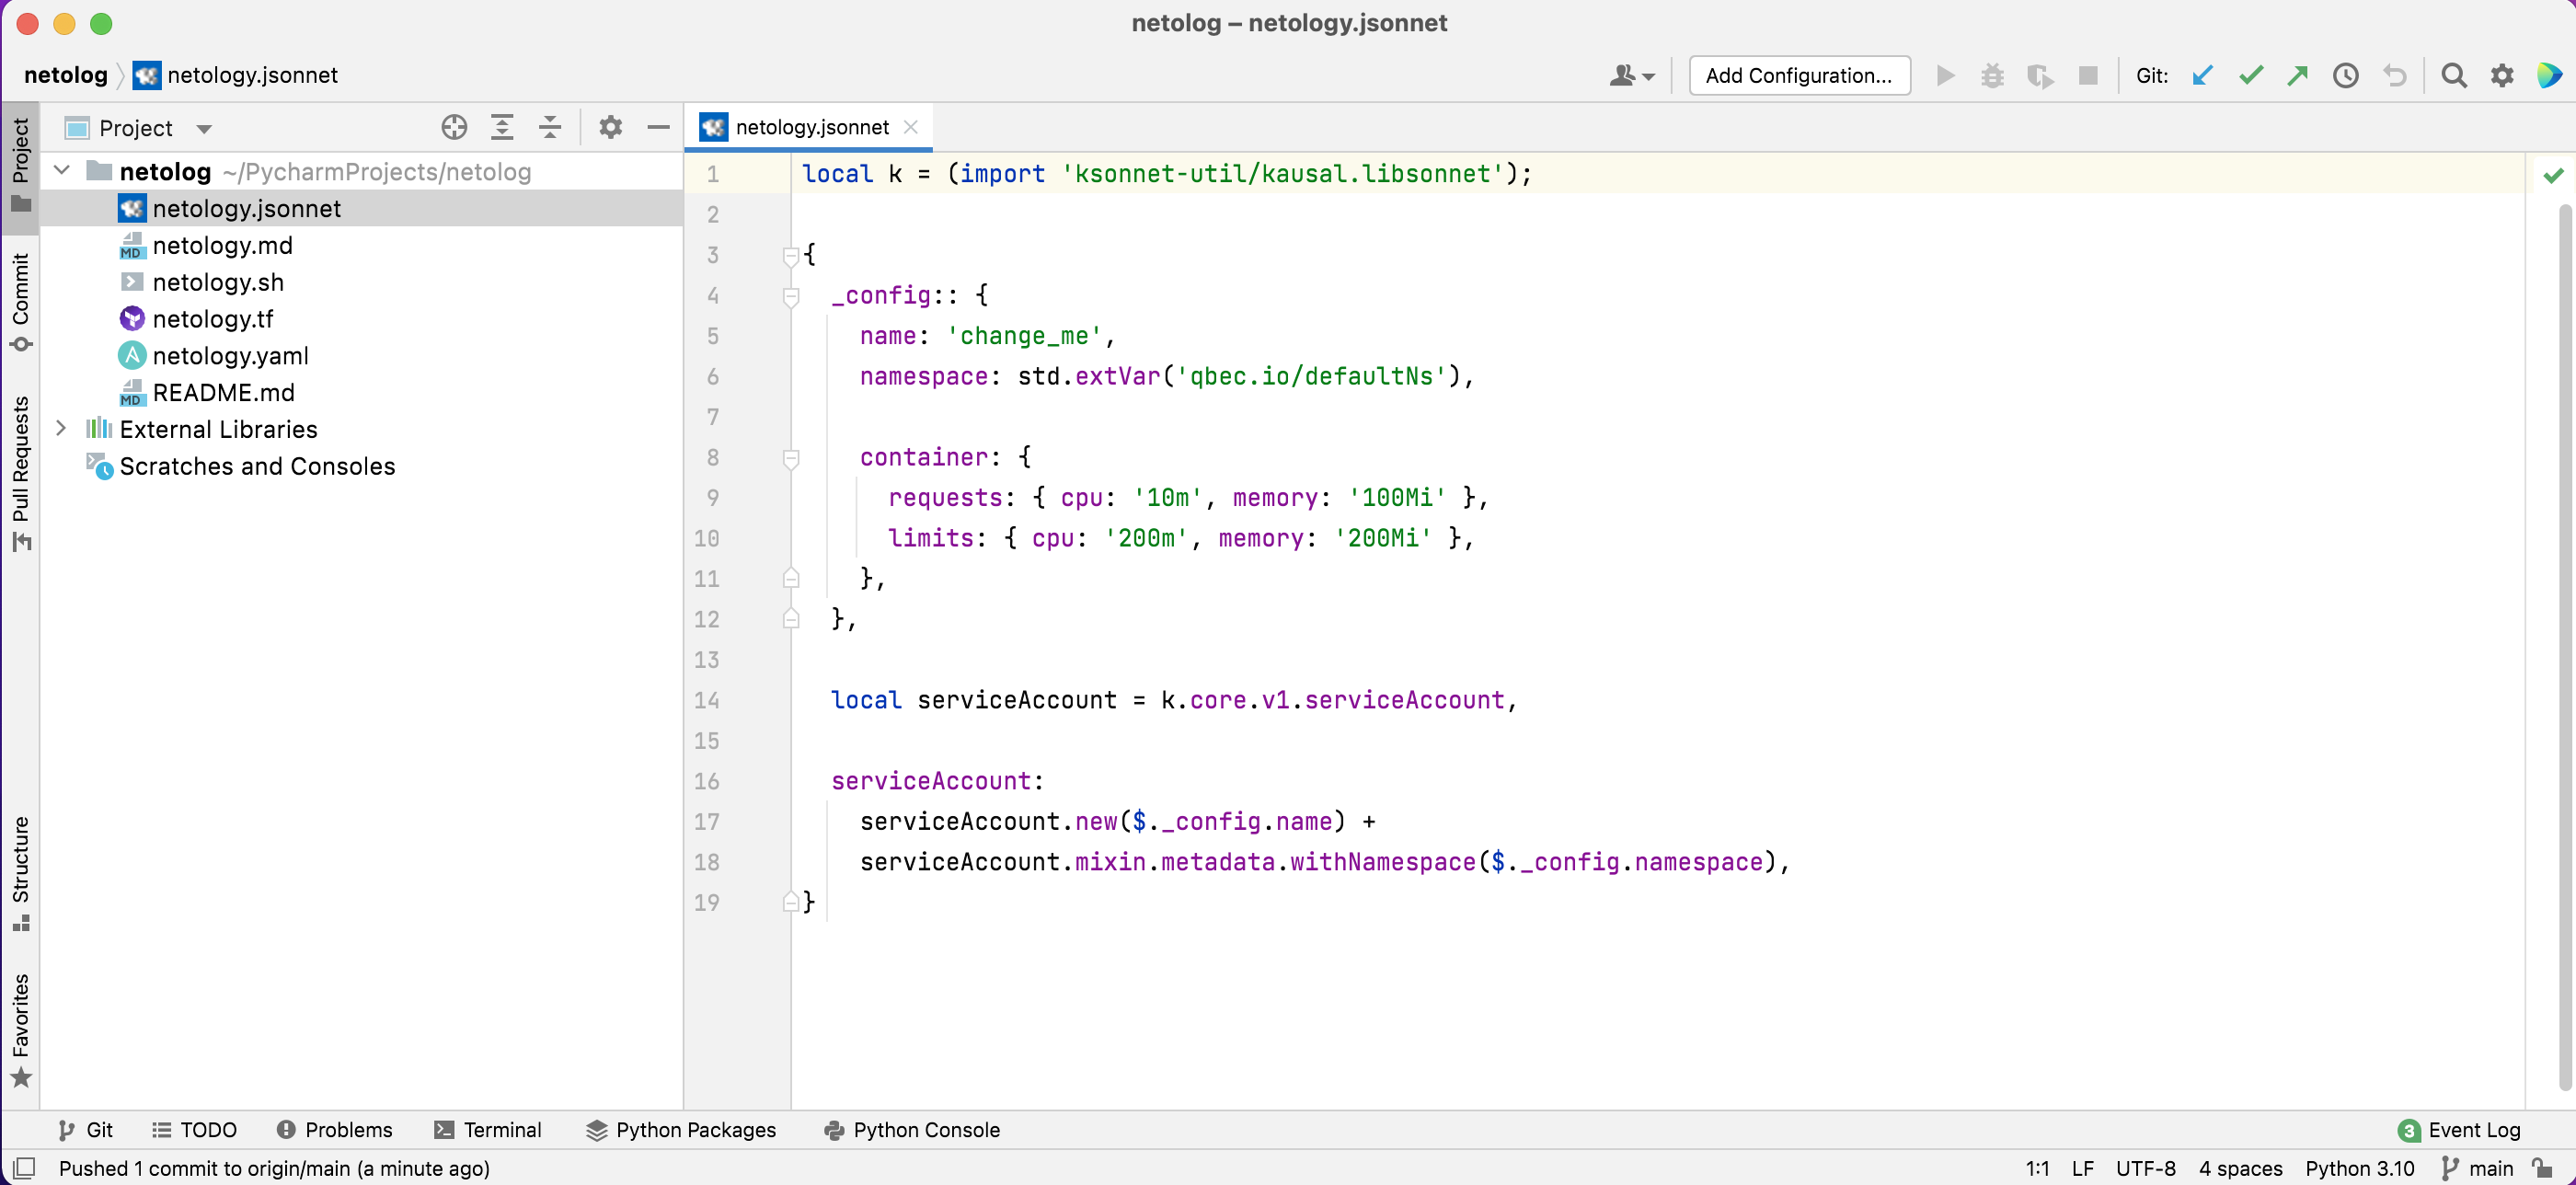 netolog – netology.jsonnet
netolog netology.jsonnet
Add Configuration...
Git:
Project
Project
netology.jsonnet
netolog ~/PycharmProjects/netolog
netology.jsonnet
MD netology.md
netology.sh
netology.tf
A netology.yaml
MD README.md
External Libraries
Scratches and Consoles
Commit
Pull Requests
Structure
Favorites
1 local k = (import 'ksonnet-util/kausal.libsonnet');
2
3 {
4 _config:: {
5 name: 'change_me',
6 namespace: std.extVar('qbec.io/defaultNs'),
7
8 container: {
9 requests: { cpu: '10m', memory: '100Mi' },
10 limits: { cpu: '200m', memory: '200Mi' },
11 },
12 },
13
14 local serviceAccount = k.core.v1.serviceAccount,
15
16 serviceAccount:
17 serviceAccount.new($._config.name) +
18 serviceAccount.mixin.metadata.withNamespace($._config.namespace),
19 }
Git TODO Problems Terminal Python Packages Python Console 3 Event Log
Pushed 1 commit to origin/main (a minute ago) 1:1 LF UTF-8 4 spaces Python 3.10 main